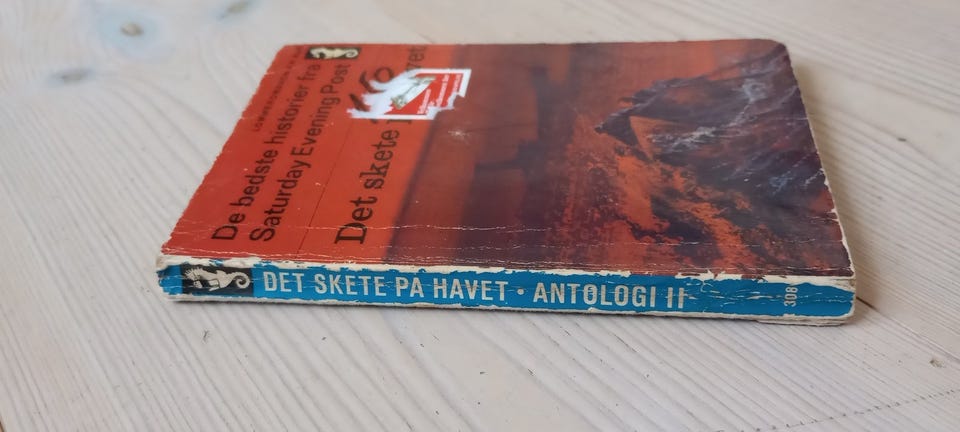 De bedste historier fra
Saturday Evening Post
Det skete
DET SKETE PA HAVET • ANTOLOGI II
308